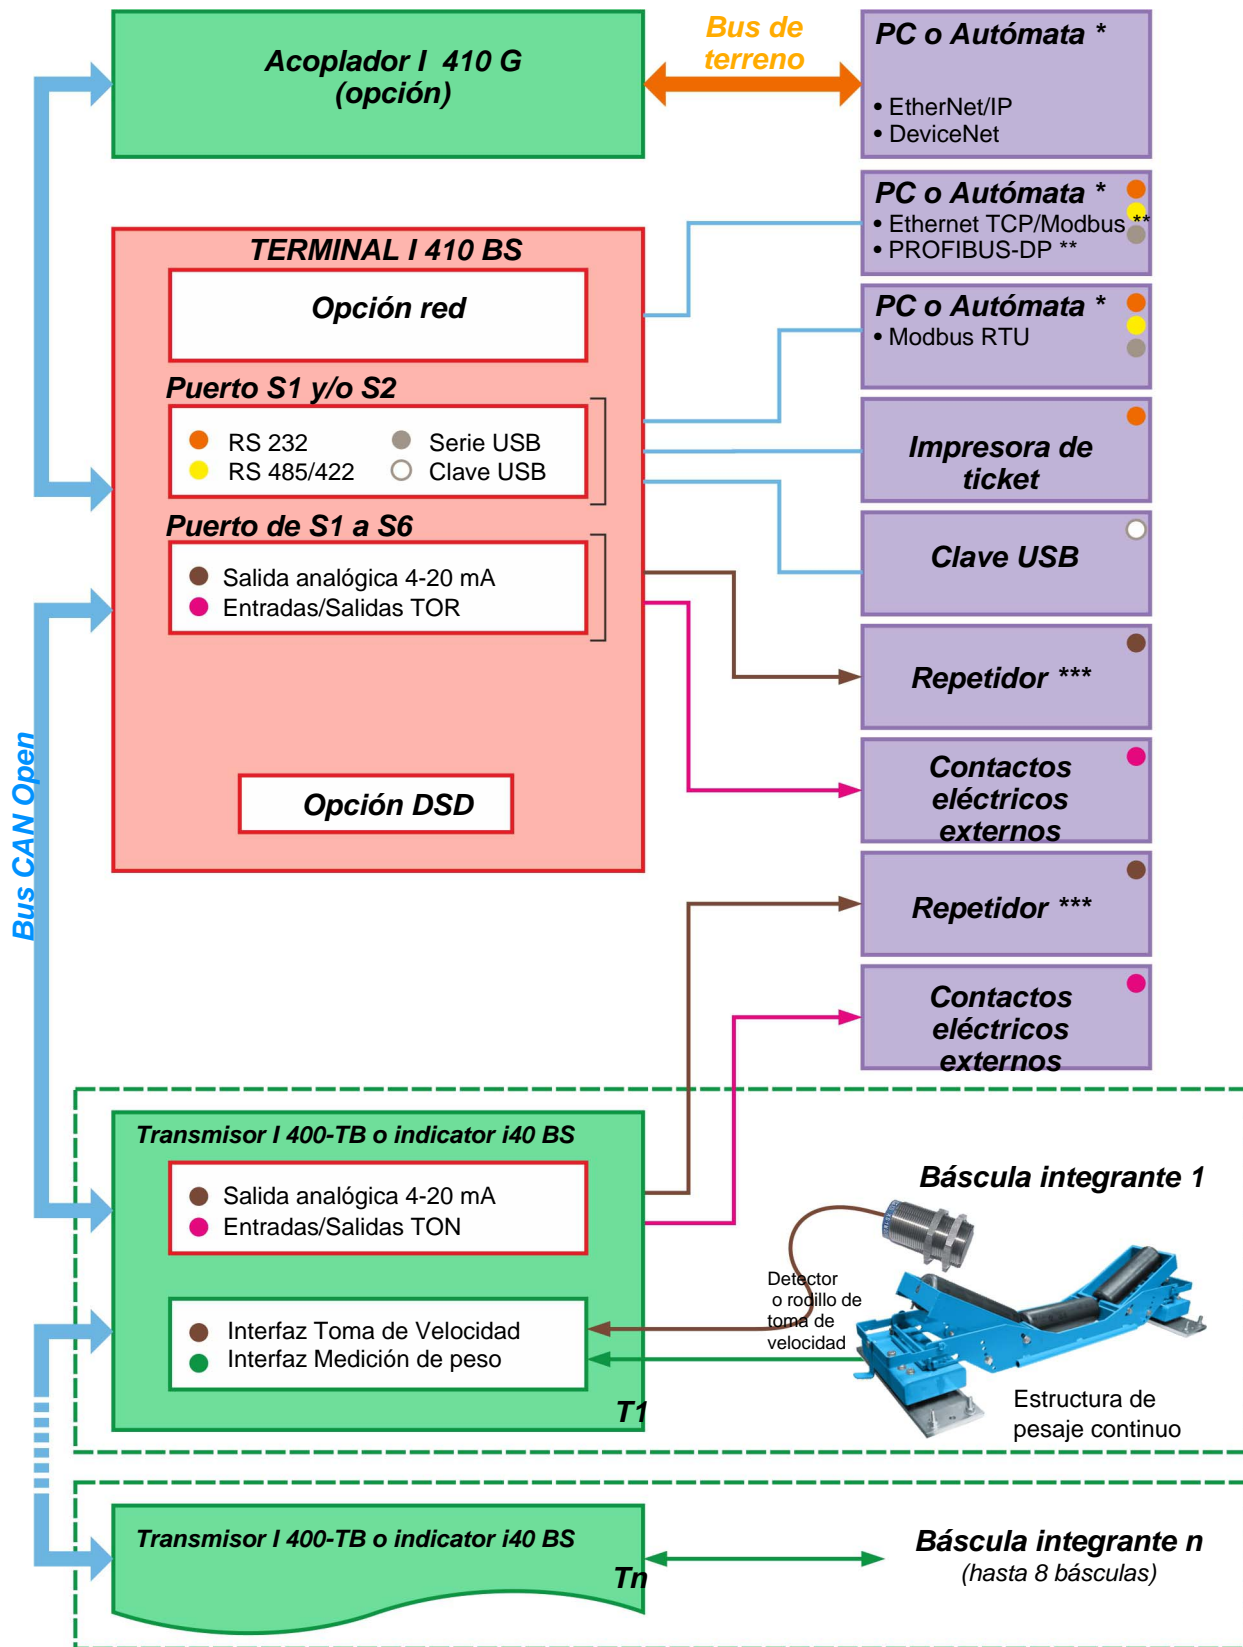 Acoplador I 410 G
(opción)
Bus de
terreno
PC o Autómata *
• EtherNet/IP
• DeviceNet
PC o Autómata *
• Ethernet TCP/Modbus **
• PROFIBUS-DP **
TERMINAL I 410 BS
Opción red
PC o Autómata *
• Modbus RTU
Puerto S1 y/o S2
RS 232
Serie USB
RS 485/422
Clave USB
Impresora de
ticket
Puerto de S1 a S6
Salida analógica 4-20 mA
Entradas/Salidas TOR
Clave USB
Repetidor ***
Opción DSD
Contactos
eléctricos
externos
Bus CAN Open
Repetidor ***
Contactos
eléctricos
externos
Transmisor I 400-TB o indicator i40 BS
Salida analógica 4-20 mA
Entradas/Salidas TON
Báscula integrante 1
Detector
o rodillo de
toma de
velocidad
Interfaz Toma de Velocidad
Interfaz Medición de peso
T1
Estructura de
pesaje continuo
Transmisor I 400-TB o indicator i40 BS
Tn
Báscula integrante n
(hasta 8 básculas)